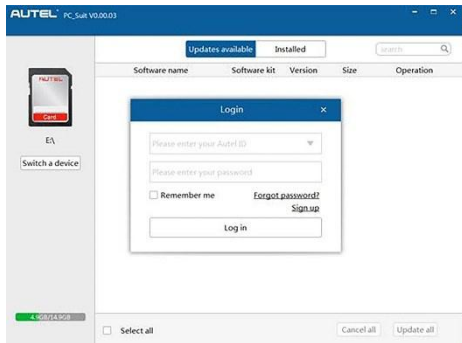 AUTEL PC_Suit V0.00.03
Updates available Installed
search
Software name Software kit Version Size Operation
AUTEL
Card
E:\
Switch a device
Login
Please enter your Autel ID
Please enter your password
Remember me Forgot password?
Sign up
Log in
4.9GB/14.9GB
Select all Cancel all Update all